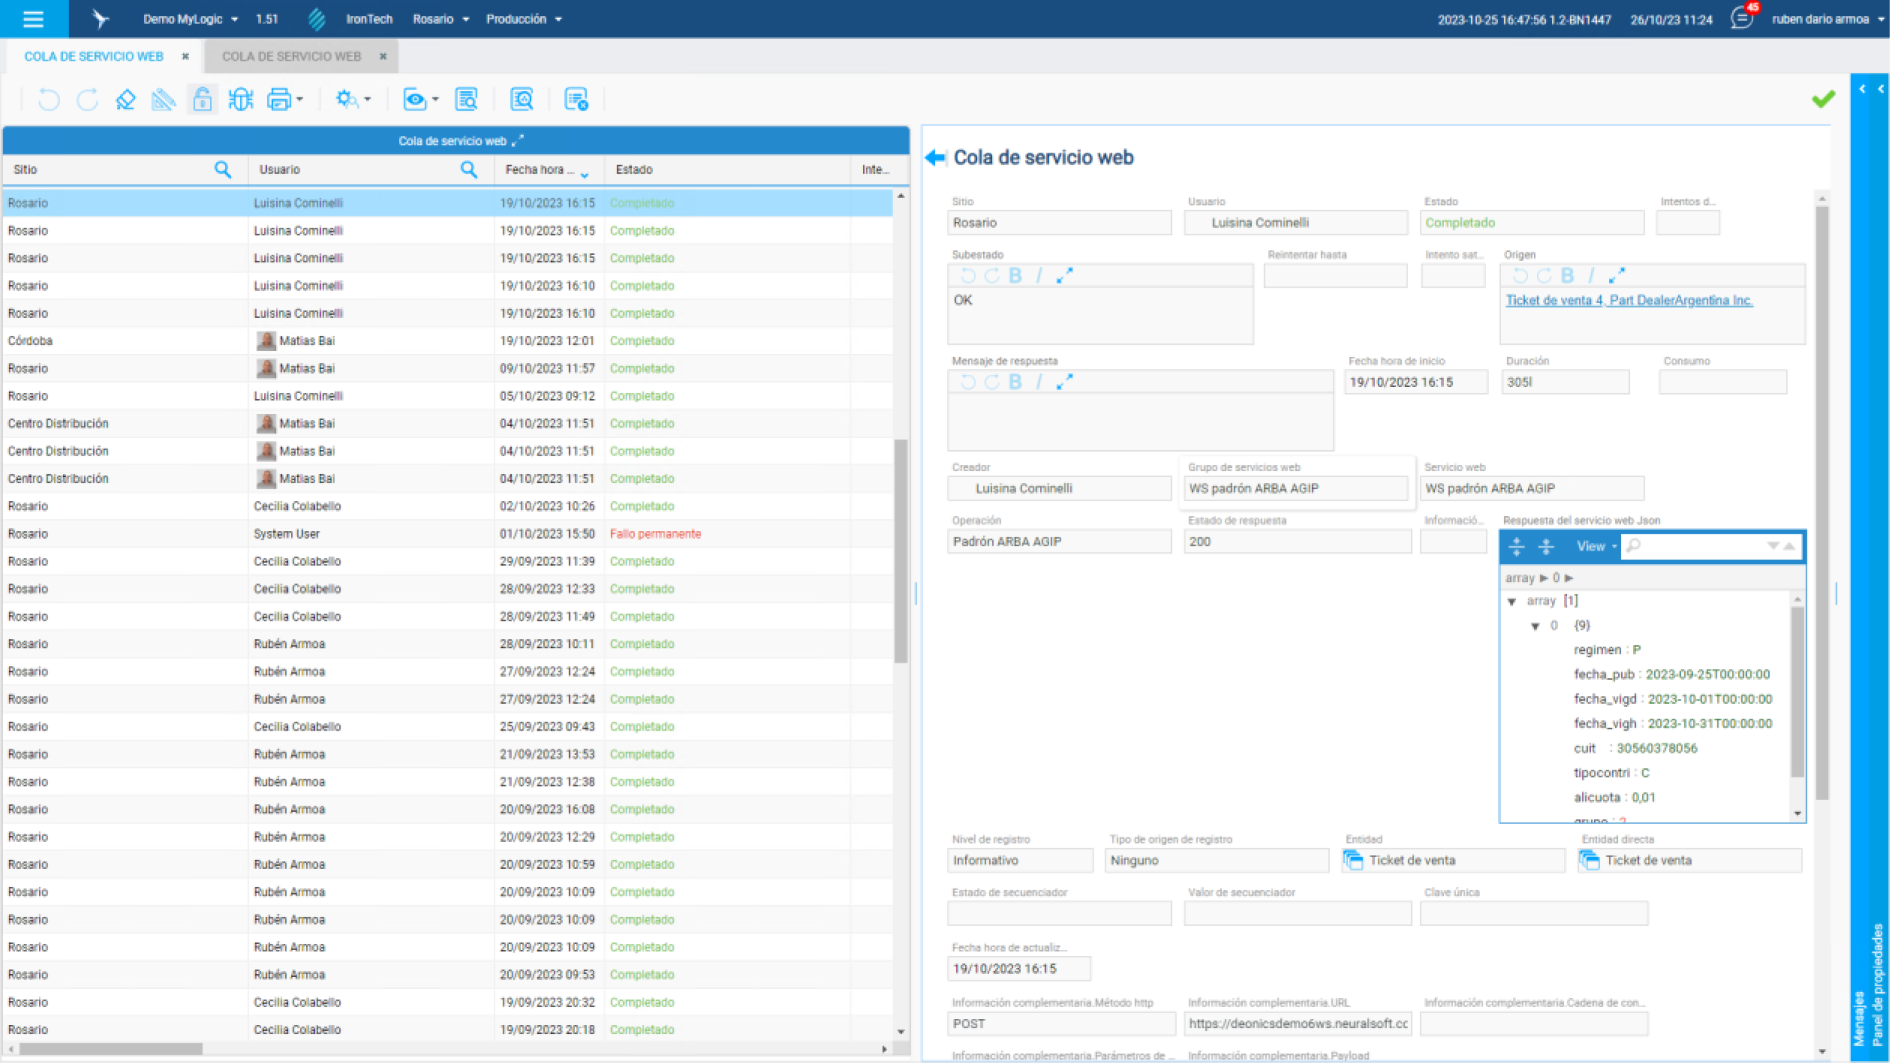 Demo MyLogic 1.51 IronTech Rosario Producción 2023-10-25 16:47:56 1.2-BN1447 26/10/23 11:24 45 ruben dario armoa
COLA DE SERVICIO WEB × COLA DE SERVICIO WEB ×
Cola de servicio web
Sitio Usuario Fecha hora ... Estado Inte...
Rosario Luisina Cominelli 19/10/2023 16:15 Completado
Rosario Luisina Cominelli 19/10/2023 16:15 Completado
Rosario Luisina Cominelli 19/10/2023 16:15 Completado
Rosario Luisina Cominelli 19/10/2023 16:10 Completado
Rosario Luisina Cominelli 19/10/2023 16:10 Completado
Córdoba Matias Bai 19/10/2023 12:01 Completado
Rosario Matias Bai 09/10/2023 11:57 Completado
Rosario Luisina Cominelli 05/10/2023 09:12 Completado
Centro Distribución Matias Bai 04/10/2023 11:51 Completado
Centro Distribución Matias Bai 04/10/2023 11:51 Completado
Centro Distribución Matias Bai 04/10/2023 11:51 Completado
Rosario Cecilia Colabello 02/10/2023 10:26 Completado
Rosario System User 01/10/2023 15:50 Fallo permanente
Rosario Cecilia Colabello 29/09/2023 11:39 Completado
Rosario Cecilia Colabello 28/09/2023 12:33 Completado
Rosario Cecilia Colabello 28/09/2023 11:49 Completado
Rosario Rubén Armoa 28/09/2023 10:11 Completado
Rosario Rubén Armoa 27/09/2023 12:24 Completado
Rosario Rubén Armoa 27/09/2023 12:24 Completado
Rosario Cecilia Colabello 25/09/2023 09:43 Completado
Rosario Rubén Armoa 21/09/2023 13:53 Completado
Rosario Rubén Armoa 21/09/2023 12:38 Completado
Rosario Rubén Armoa 20/09/2023 16:08 Completado
Rosario Rubén Armoa 20/09/2023 12:29 Completado
Rosario Rubén Armoa 20/09/2023 10:59 Completado
Rosario Rubén Armoa 20/09/2023 10:09 Completado
Rosario Rubén Armoa 20/09/2023 10:09 Completado
Rosario Rubén Armoa 20/09/2023 10:09 Completado
Rosario Rubén Armoa 20/09/2023 09:53 Completado
Rosario Cecilia Colabello 19/09/2023 20:32 Completado
Rosario Cecilia Colabello 19/09/2023 20:18 Completado
Cola de servicio web
Sitio Usuario Estado Intentos d...
Rosario Luisina Cominelli Completado
Subestado Reintentar hasta Intento sat... Origen
B I B I
OK Ticket de venta 4, Part DealerArgentina Inc.
Mensaje de respuesta Fecha hora de inicio Duración Consumo
B I 19/10/2023 16:15 305l
Creador Grupo de servicios web Servicio web
Luisina Cominelli WS padrón ARBA AGIP WS padrón ARBA AGIP
Operación Estado de respuesta Informació... Respuesta del servicio web Json
Padrón ARBA AGIP 200 View
array ► 0 ►
array [1]
0 {9}
regimen : P
fecha_pub : 2023-09-25T00:00:00
fecha_vigd : 2023-10-01T00:00:00
fecha_vigh : 2023-10-31T00:00:00
cuit : 30560378056
tipocontri : C
alicuota : 0,01
grupo : 2
Nivel de registro Tipo de origen de registro Entidad Entidad directa
Informativo Ninguno Ticket de venta Ticket de venta
Estado de secuenciador Valor de secuenciador Clave única
Fecha hora de actualiz...
19/10/2023 16:15
Información complementaria.Método http Información complementaria.URL Información complementaria.Cadena de con...
POST https://deonicsdemo6ws.neuralsoft.cc
Información complementaria.Parámetros de ... Información complementaria.Payload
Mensajes
Panel de propiedades